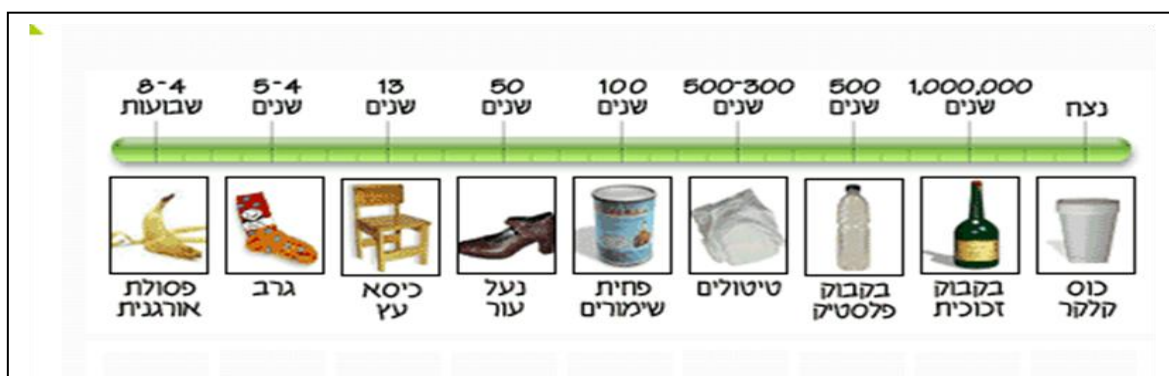 8-4
שבועות
5-4
שנים
13
שנים
50
שנים
100
שנים
500-300
שנים
500
שנים
1,000,000
שנים
נצח
פסולת
אורגנית
גרב
כיסא
עץ
נעל
עור
פחית
שימורים
טיטולים
בקבוק
פלסטיק
בקבוק
זכוכית
כוס
קלקר